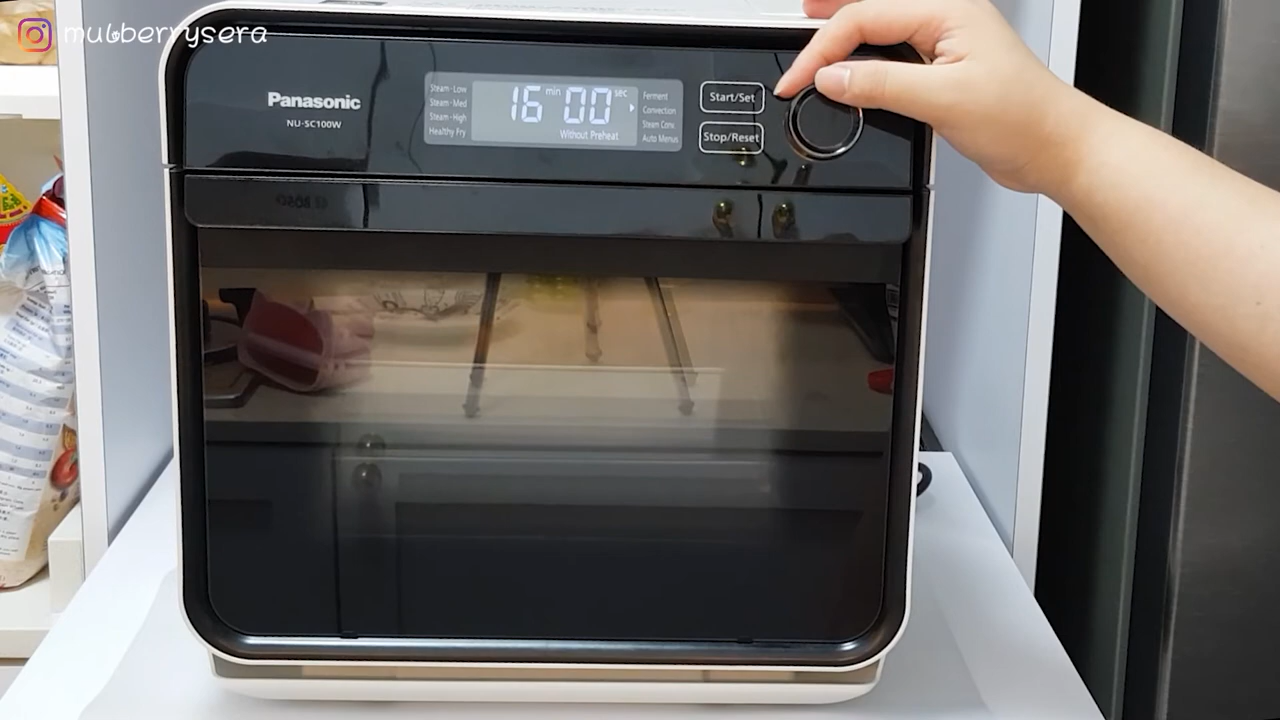 mulberrysera
Panasonic
NU-SC100W
Steam-Low
Steam-Med
Steam-High
Healthy Fry
16 min 00 sec
Without Preheat
Ferment
Convection
Steam Conv.
Auto Menus
Start/Set
Stop/Reset